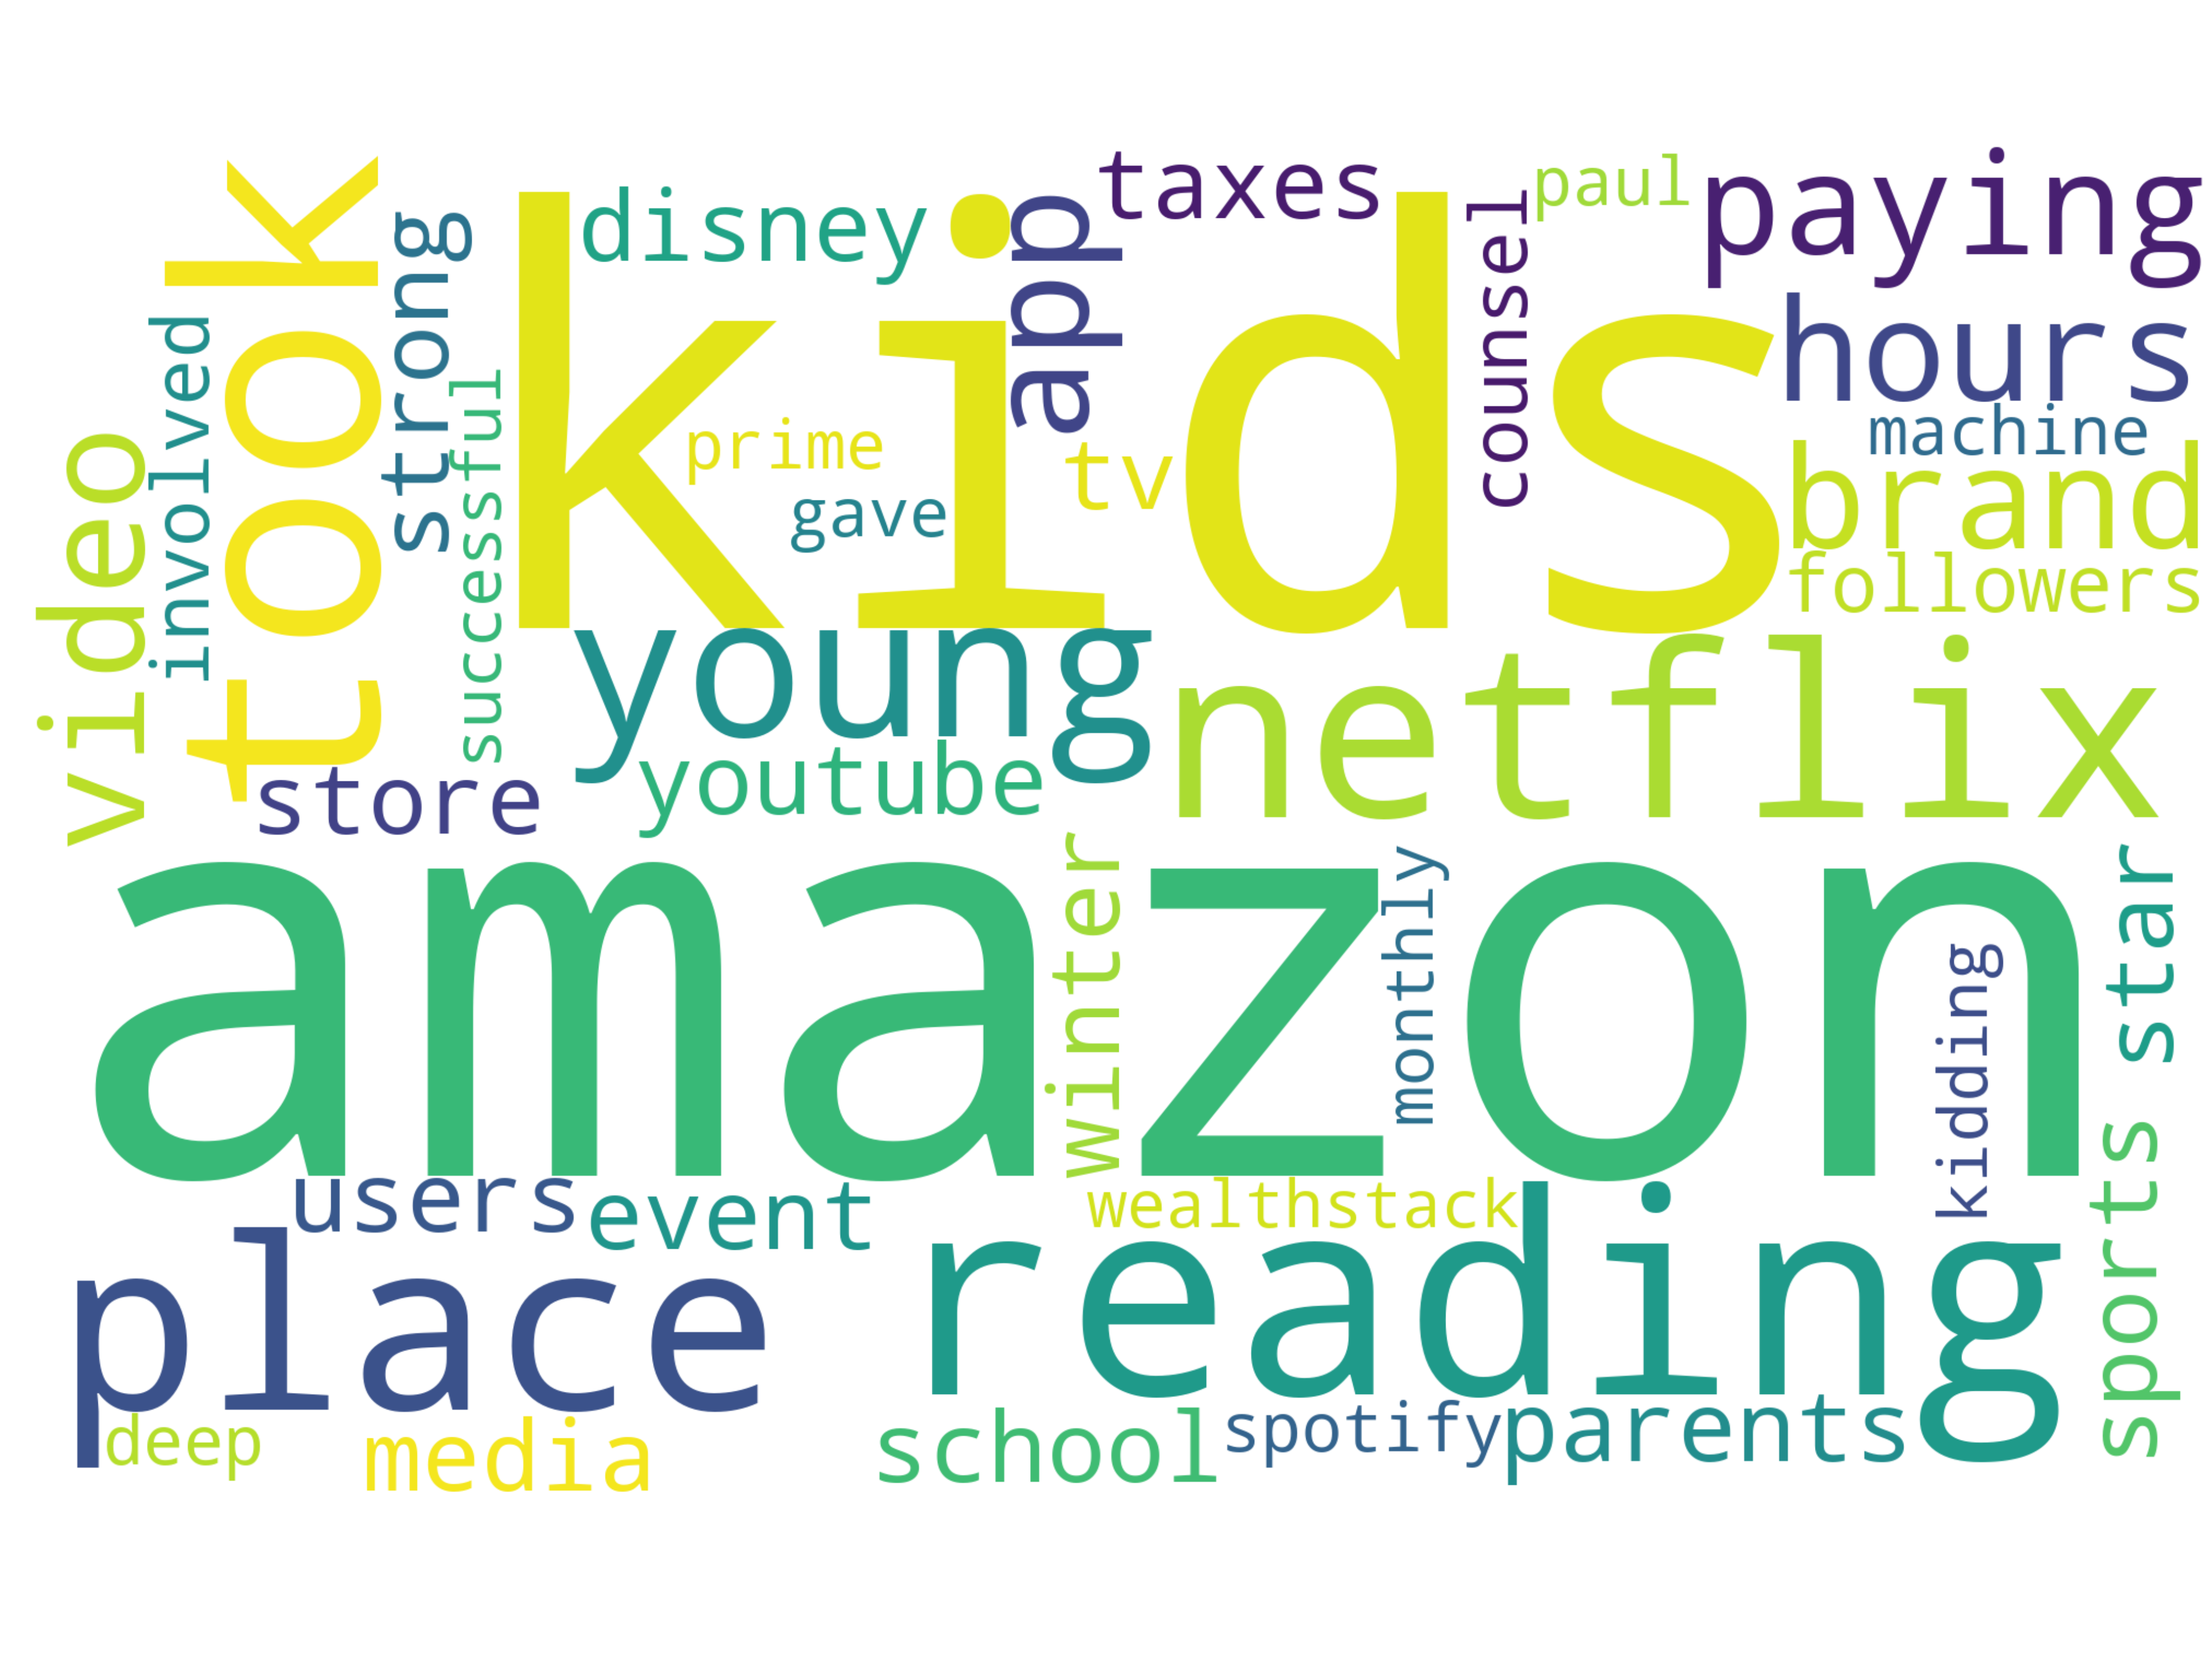 taxes
paul
paying
disney
app
kids
took
strong
counsel
hours
involved
successful
machine
prime
tv
brand
video
gave
followers
young
netflix
youtube
store
amazon
winter
monthly
star
kidding
users
event
wealthstack
sports
place
reading
deep
media
school
spotify
parents